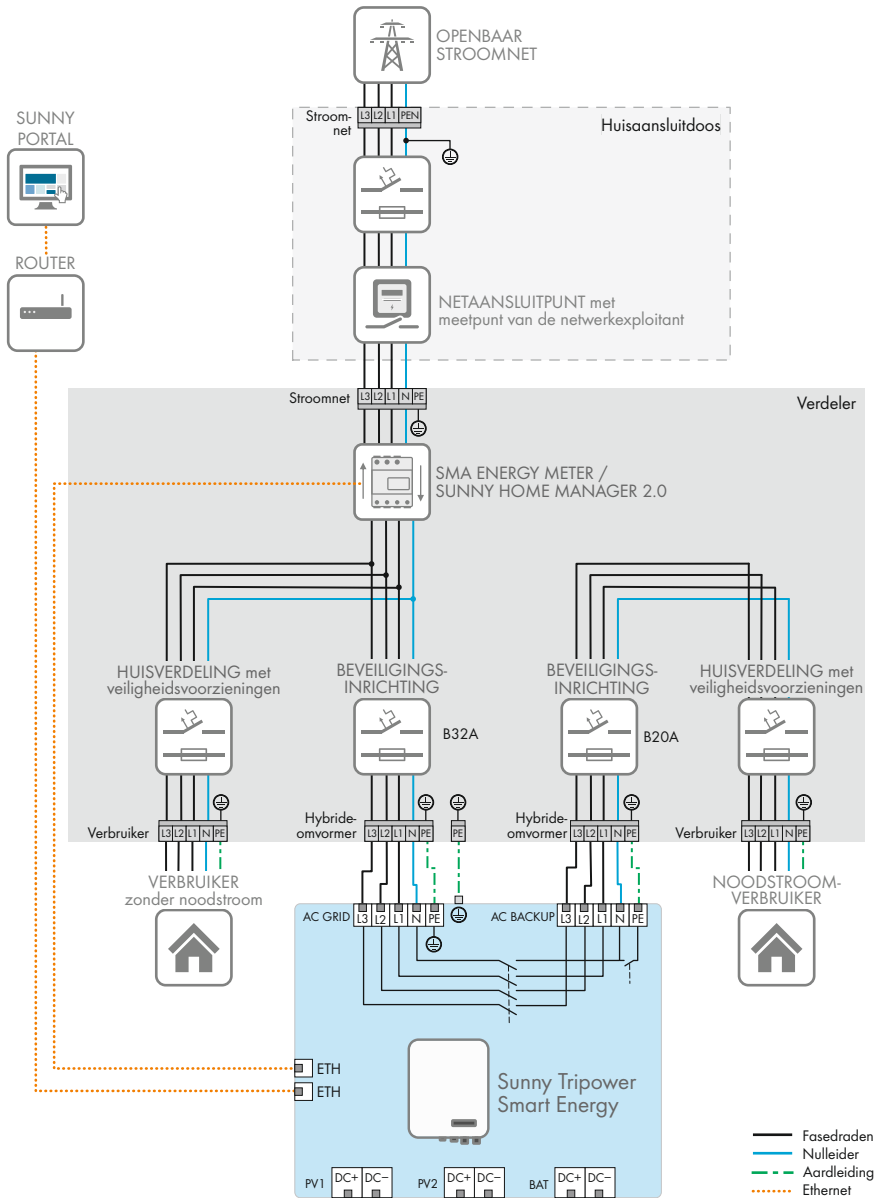 OPENBAAR
STROOMNET
SUNNY
PORTAL
Stroom-
net
L3 L2 L1 PEN
Huisaansluitdoos
ROUTER
NETAANSLUITPUNT met
meetpunt van de netwerkexploitant
Stroomnet
L3 L2 L1 N PE
Verdeler
SMA ENERGY METER /
SUNNY HOME MANAGER 2.0
HUISVERDELING met
veiligheidsvoorzieningen
BEVEILIGINGS-
INRICHTING
B32A
BEVEILIGINGS-
INRICHTING
B20A
HUISVERDELING met
veiligheidsvoorzieningen
Verbruiker
L3 L2 L1 N PE
Hybride-
omvormer
L3 L2 L1 N PE
PE
Hybride-
omvormer
L3 L2 L1 N PE
Verbruiker
L3 L2 L1 N PE
VERBRUIKER
zonder noodstroom
NOODSTROOM-
VERBRUIKER
AC GRID
L3 L2 L1 N PE
AC BACKUP
L3 L2 L1 N PE
ETH
ETH
Sunny Tripower
Smart Energy
PV1
DC+ DC−
PV2
DC+ DC−
BAT
DC+ DC−
Fasedraden
Nulleider
Aardleiding
Ethernet